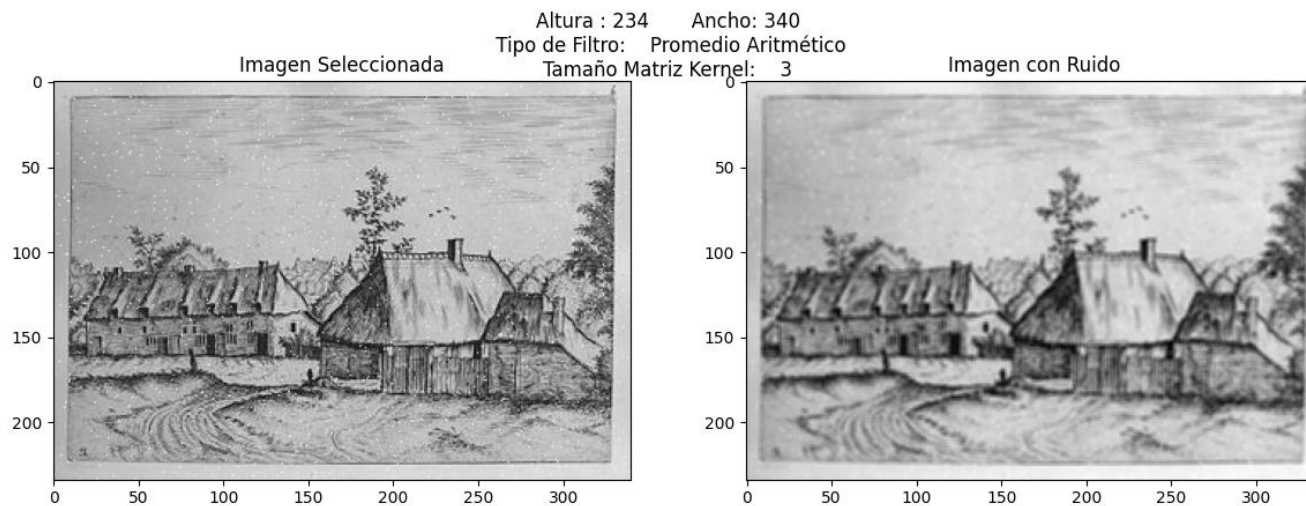 Altura : 234 Ancho: 340
Tipo de Filtro: Promedio Aritmético
Tamaño Matriz Kernel: 3
Imagen Seleccionada
0
50
100
150
200
0 50 100 150 200 250 300
Imagen con Ruido
0
50
100
150
200
0 50 100 150 200 250 300